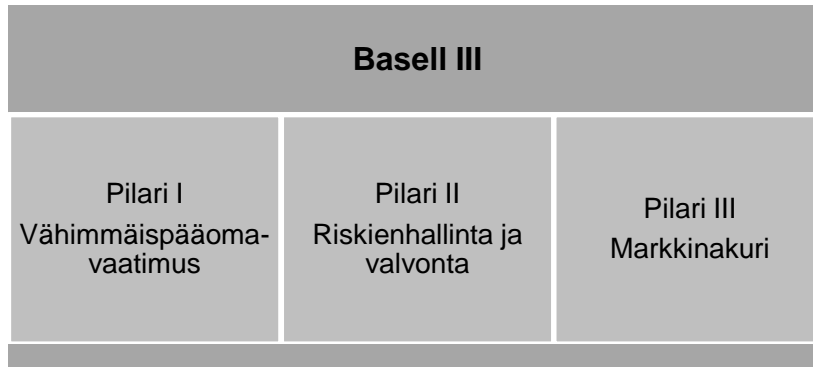 Basell III
Pilari I
Vähimmäispääoma-
vaatimus
Pilari II
Riskienhallinta ja
valvonta
Pilari III
Markkinakuri